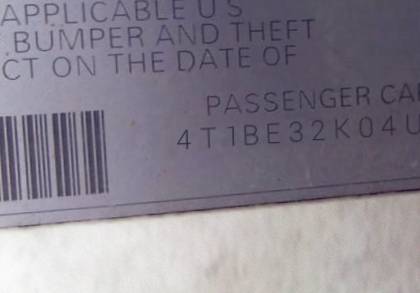 APPLICABLE U S
BUMPER AND THEFT
CT ON THE DATE OF
PASSENGER CA
4T1BE32K04U